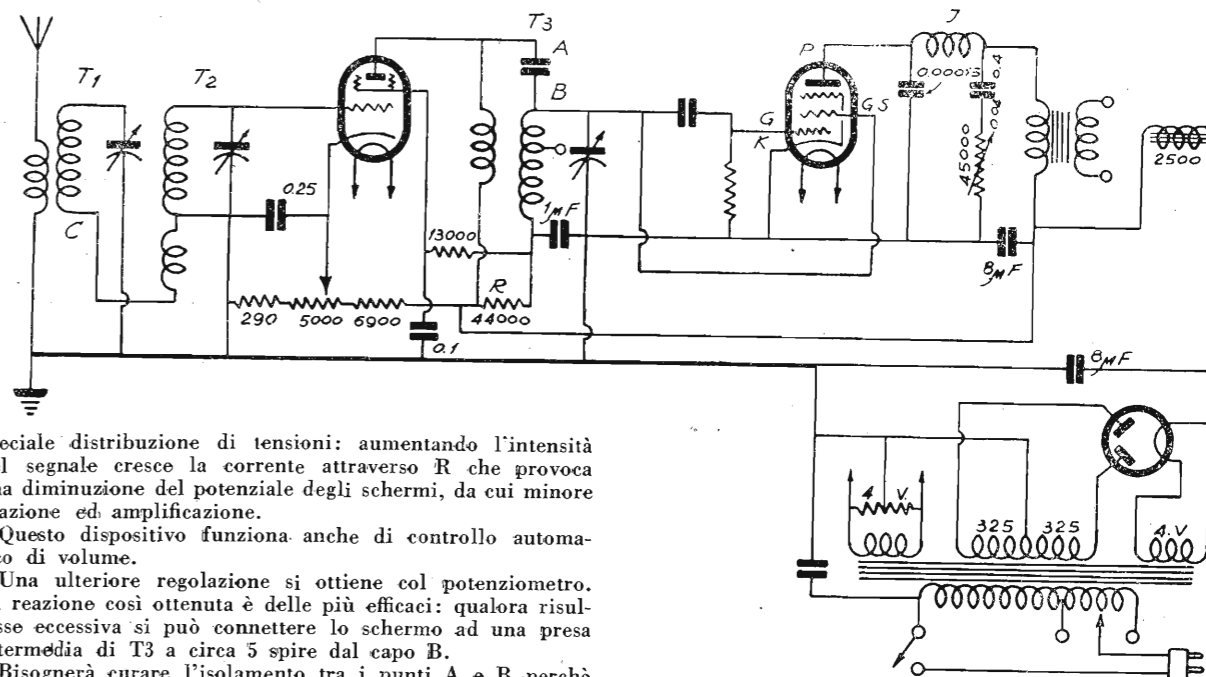 T1
T2
T3
A
B
C
0.25
290
5000
6900
13000
R
44000
0.1
1MF
P
G
K
GS
J
0.0001S
0.4
45000
8MF
2500
8MF
4 V.
325
325
4.V
eciale distribuzione di tensioni: aumentando l'intensità
l segnale cresce la corrente attraverso R che provoca
na diminuzione del potenziale degli schermi, da cui minore
azione ed amplificazione.
Questo dispositivo funziona anche di controllo automa-
o di volume.
Una ulteriore regolazione si ottiene col potenziometro.
reazione così ottenuta è delle più efficaci: qualora risul-
sse eccessiva si può connettere lo schermo ad una presa
termedia di T3 a circa 5 spire dal capo B.
Bisognerà curare l'isolamento tra i punti A e B perchè